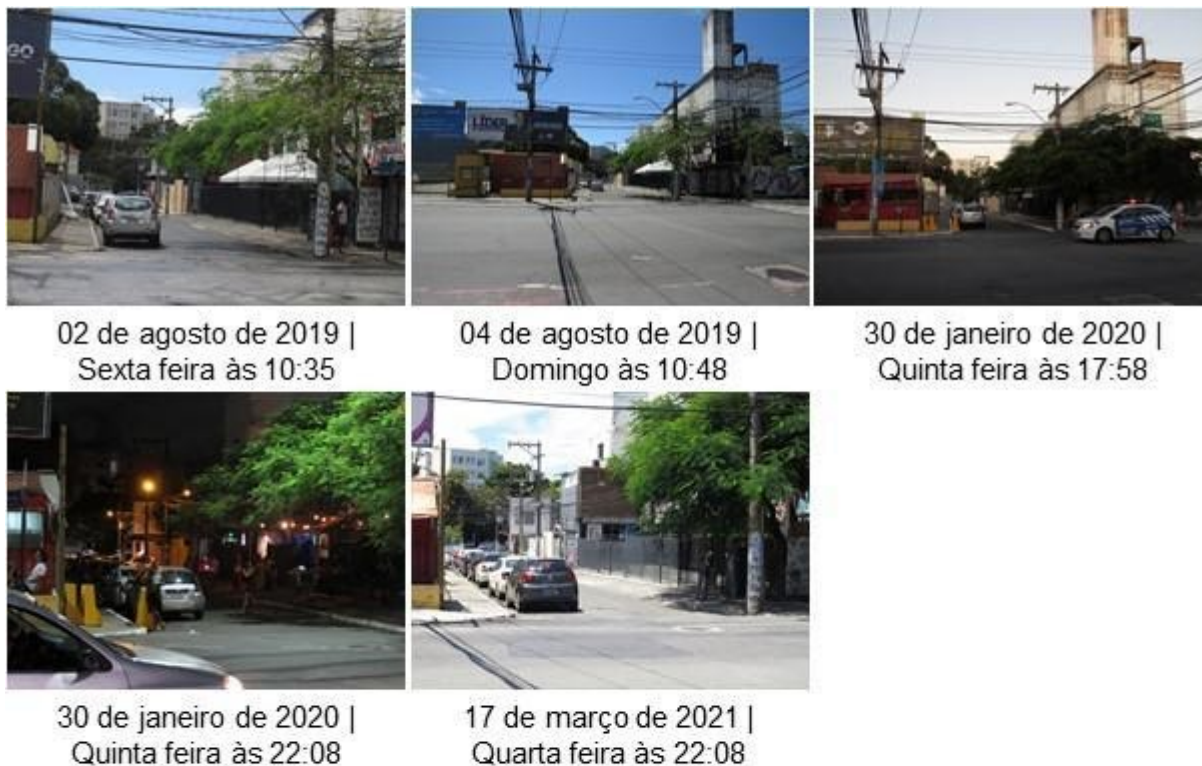 GO
LÍDER
02 de agosto de 2019 |
Sexta feira às 10:35
04 de agosto de 2019 |
Domingo às 10:48
30 de janeiro de 2020 |
Quinta feira às 17:58
30 de janeiro de 2020 |
Quinta feira às 22:08
17 de março de 2021 |
Quarta feira às 22:08